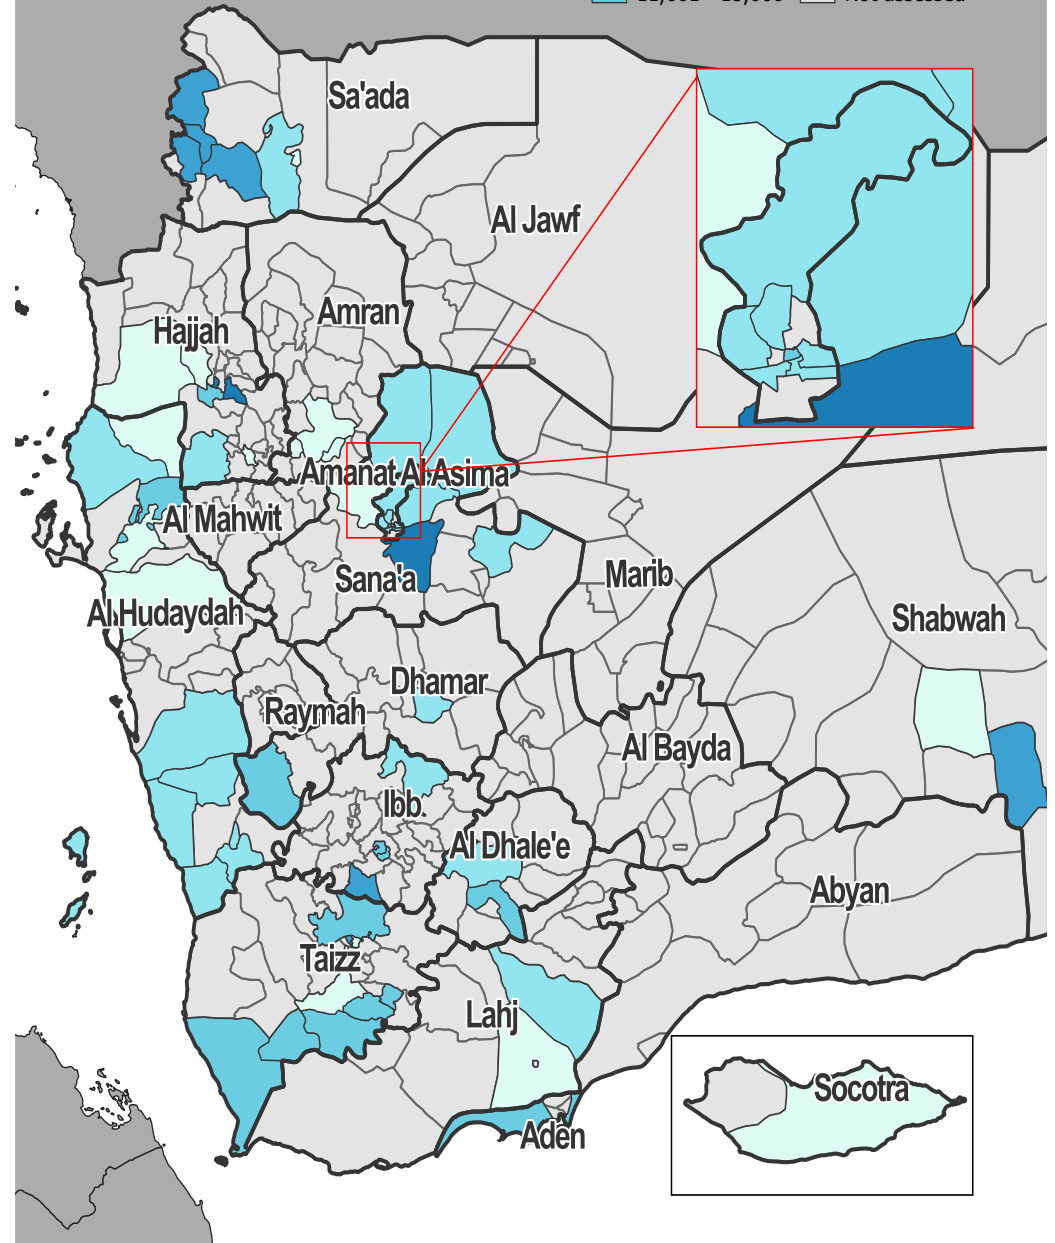 Sa'ada
Al Jawf
Amran
Hajjah
Amanat Al Asima
Al Mahwit
Sana'a
Marib
Al Hudaydah
Shabwah
Dhamar
Raymah
Al Bayda
Ibb
Al Dhale'e
Abyan
Taizz
Lahj
Socotra
Aden